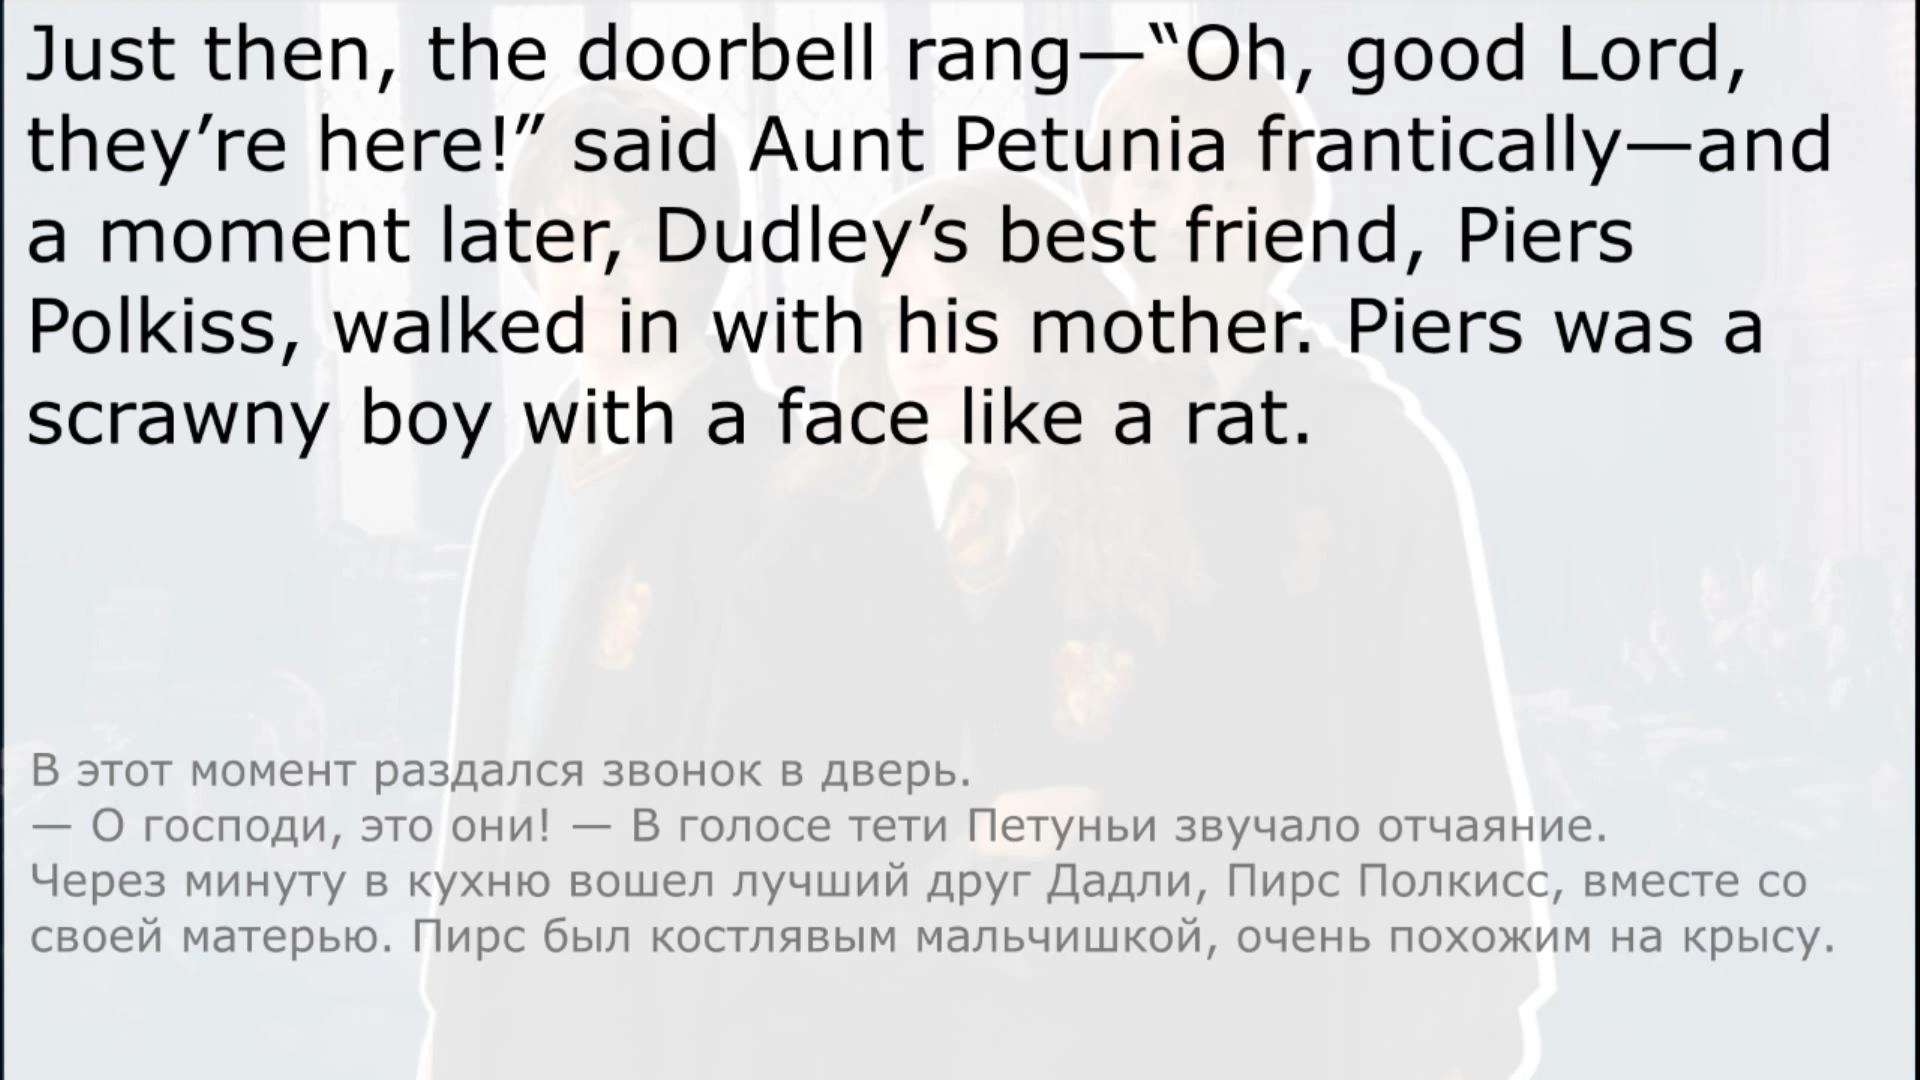 Just then, the doorbell rang—“Oh, good Lord,
they’re here!” said Aunt Petunia frantically—and
a moment later, Dudley’s best friend, Piers
Polkiss, walked in with his mother. Piers was a
scrawny boy with a face like a rat.
В этот момент раздался звонок в дверь.
— О господи, это они! — В голосе тети Петуньи звучало отчаяние.
Через минуту в кухню вошел лучший друг Дадли, Пирс Полкисс, вместе со
своей матерью. Пирс был костлявым мальчишкой, очень похожим на крысу.